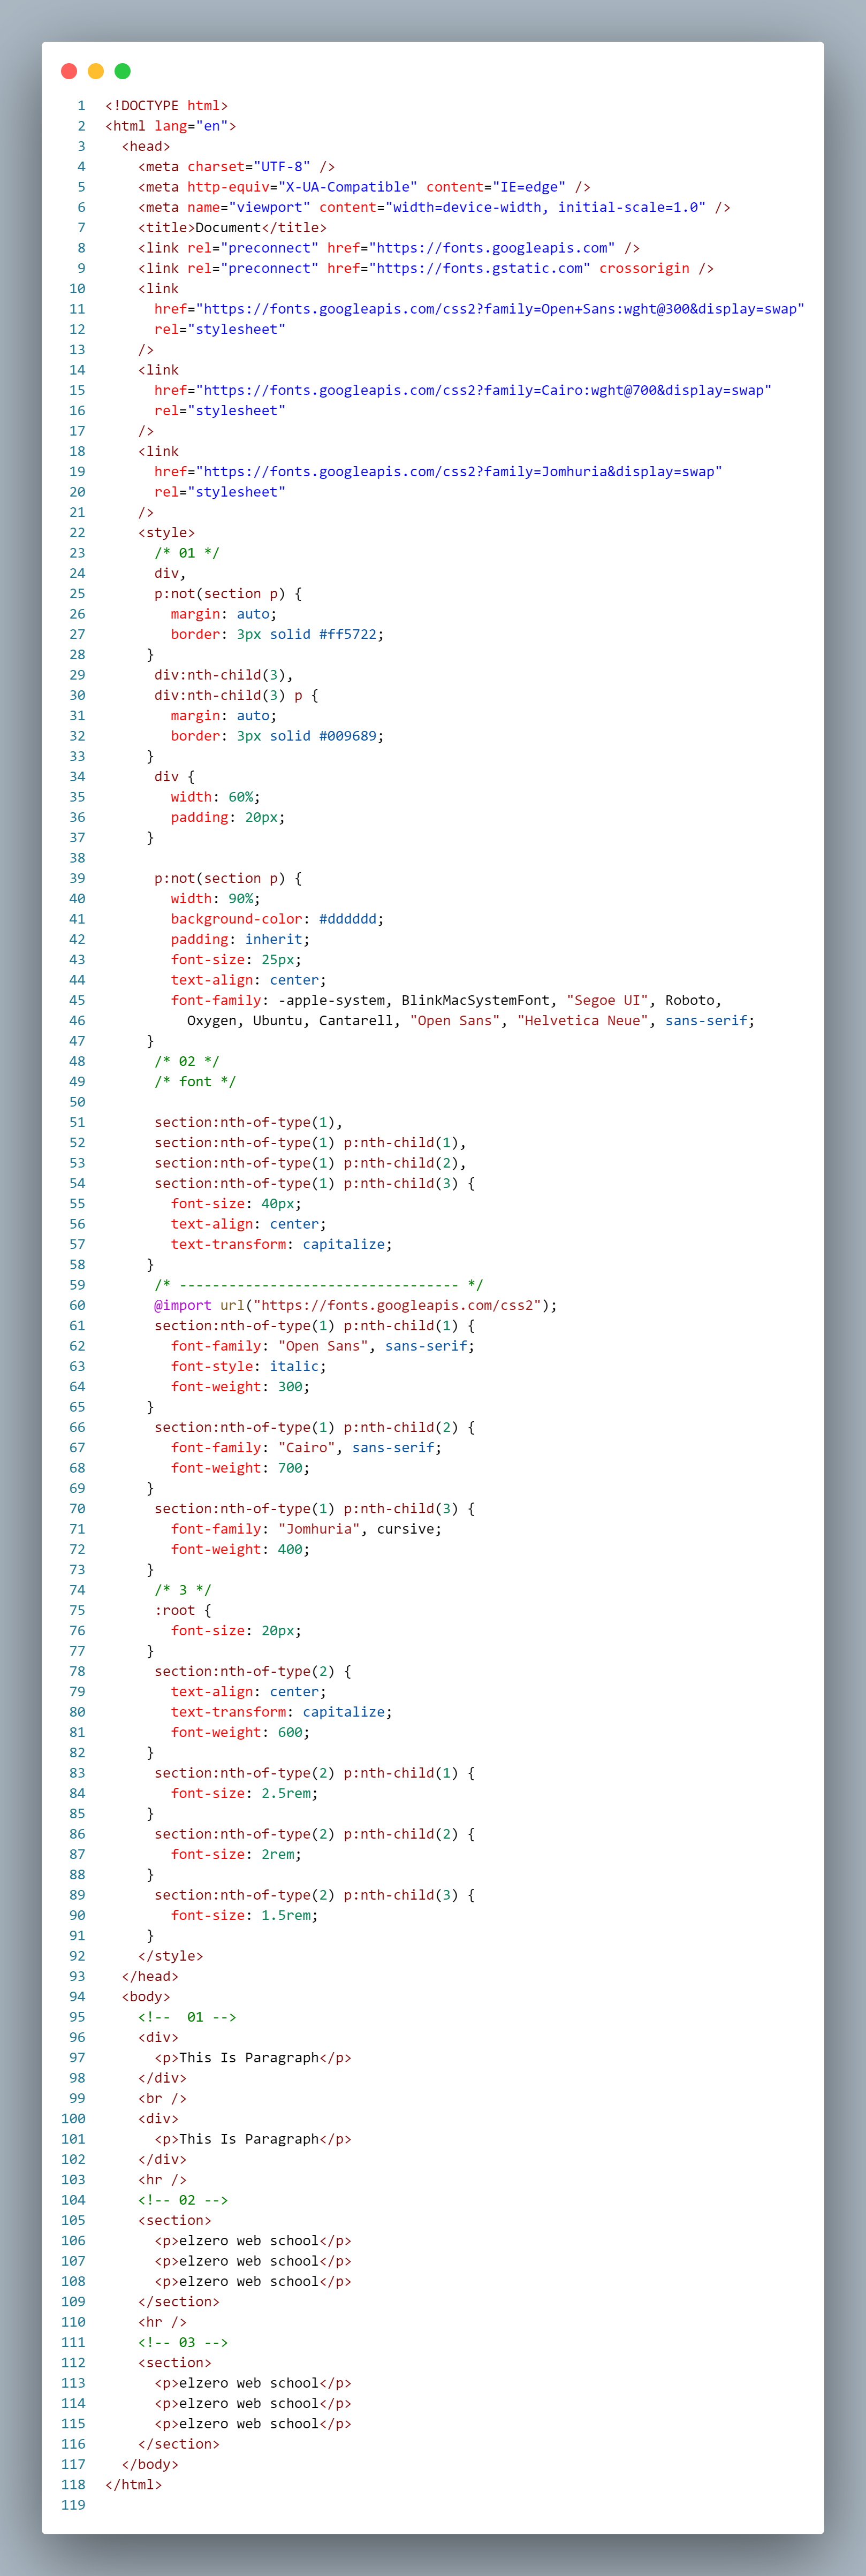 1 <!DOCTYPE html>
2 <html lang="en">
3   <head>
4     <meta charset="UTF-8" />
5     <meta http-equiv="X-UA-Compatible" content="IE=edge" />
6     <meta name="viewport" content="width=device-width, initial-scale=1.0" />
7     <title>Document</title>
8     <link rel="preconnect" href="https://fonts.googleapis.com" />
9     <link rel="preconnect" href="https://fonts.gstatic.com" crossorigin />
10     <link
11       href="https://fonts.googleapis.com/css2?family=Open+Sans:wght@300&display=swap"
12       rel="stylesheet"
13     />
14     <link
15       href="https://fonts.googleapis.com/css2?family=Cairo:wght@700&display=swap"
16       rel="stylesheet"
17     />
18     <link
19       href="https://fonts.googleapis.com/css2?family=Jomhuria&display=swap"
20       rel="stylesheet"
21     />
22     <style>
23       /* 01 */
24       div,
25       p:not(section p) {
26         margin: auto;
27         border: 3px solid #ff5722;
28      }
29       div:nth-child(3),
30       div:nth-child(3) p {
31         margin: auto;
32         border: 3px solid #009689;
33      }
34       div {
35         width: 60%;
36         padding: 20px;
37      }
38
39       p:not(section p) {
40         width: 90%;
41         background-color: #dddddd;
42         padding: inherit;
43         font-size: 25px;
44         text-align: center;
45         font-family: -apple-system, BlinkMacSystemFont, "Segoe UI", Roboto,
46           Oxygen, Ubuntu, Cantarell, "Open Sans", "Helvetica Neue", sans-serif;
47      }
48       /* 02 */
49       /* font */
50
51       section:nth-of-type(1),
52       section:nth-of-type(1) p:nth-child(1),
53       section:nth-of-type(1) p:nth-child(2),
54       section:nth-of-type(1) p:nth-child(3) {
55         font-size: 40px;
56         text-align: center;
57         text-transform: capitalize;
58      }
59       /* ---------------------------------- */
60       @import url("https://fonts.googleapis.com/css2");
61       section:nth-of-type(1) p:nth-child(1) {
62         font-family: "Open Sans", sans-serif;
63         font-style: italic;
64         font-weight: 300;
65      }
66       section:nth-of-type(1) p:nth-child(2) {
67         font-family: "Cairo", sans-serif;
68         font-weight: 700;
69      }
70       section:nth-of-type(1) p:nth-child(3) {
71         font-family: "Jomhuria", cursive;
72         font-weight: 400;
73      }
74       /* 3 */
75       :root {
76         font-size: 20px;
77      }
78       section:nth-of-type(2) {
79         text-align: center;
80         text-transform: capitalize;
81         font-weight: 600;
82      }
83       section:nth-of-type(2) p:nth-child(1) {
84         font-size: 2.5rem;
85      }
86       section:nth-of-type(2) p:nth-child(2) {
87         font-size: 2rem;
88      }
89       section:nth-of-type(2) p:nth-child(3) {
90         font-size: 1.5rem;
91      }
92     </style>
93   </head>
94   <body>
95     <!--  01 -->
96     <div>
97       <p>This Is Paragraph</p>
98     </div>
99     <br />
100     <div>
101       <p>This Is Paragraph</p>
102     </div>
103     <hr />
104     <!-- 02 -->
105     <section>
106       <p>elzero web school</p>
107       <p>elzero web school</p>
108       <p>elzero web school</p>
109     </section>
110     <hr />
111     <!-- 03 -->
112     <section>
113       <p>elzero web school</p>
114       <p>elzero web school</p>
115       <p>elzero web school</p>
116     </section>
117   </body>
118 </html>
119